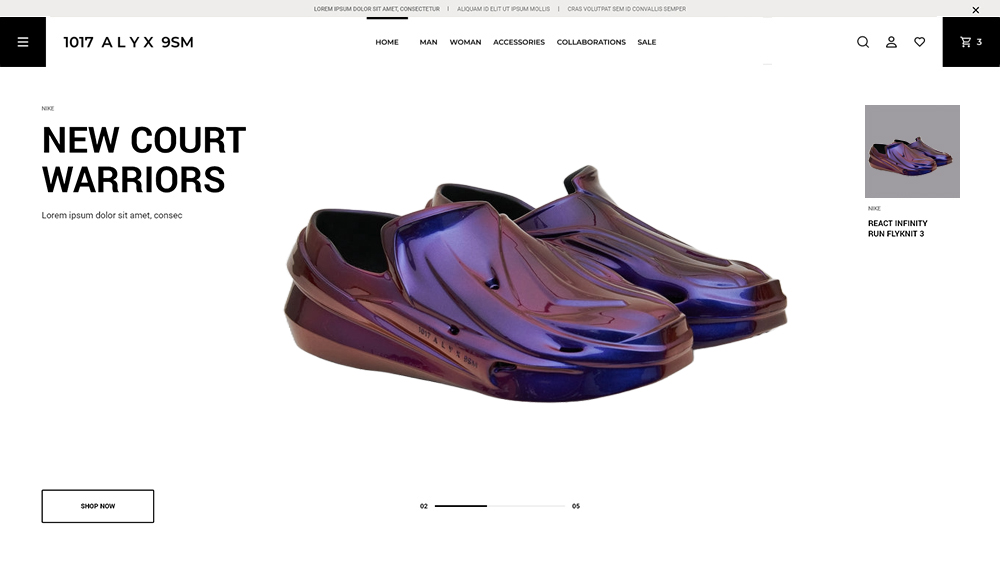 LOREM IPSUM DOLOR SIT AMET, CONSECTETUR | ALIQUAM ID ELIT UT IPSUM MOLLIS | CRAS VOLUTPAT SEM ID CONVALLIS SEMPER
1017 ALYX 9SM HOME MAN WOMAN ACCESSORIES COLLABORATIONS SALE 3
NIKE
NEW COURT
WARRIORS
Lorem ipsum dolor sit amet, consec
1017 ALYX 9SM
NIKE
REACT INFINITY
RUN FLYKNIT 3
SHOP NOW
02 05